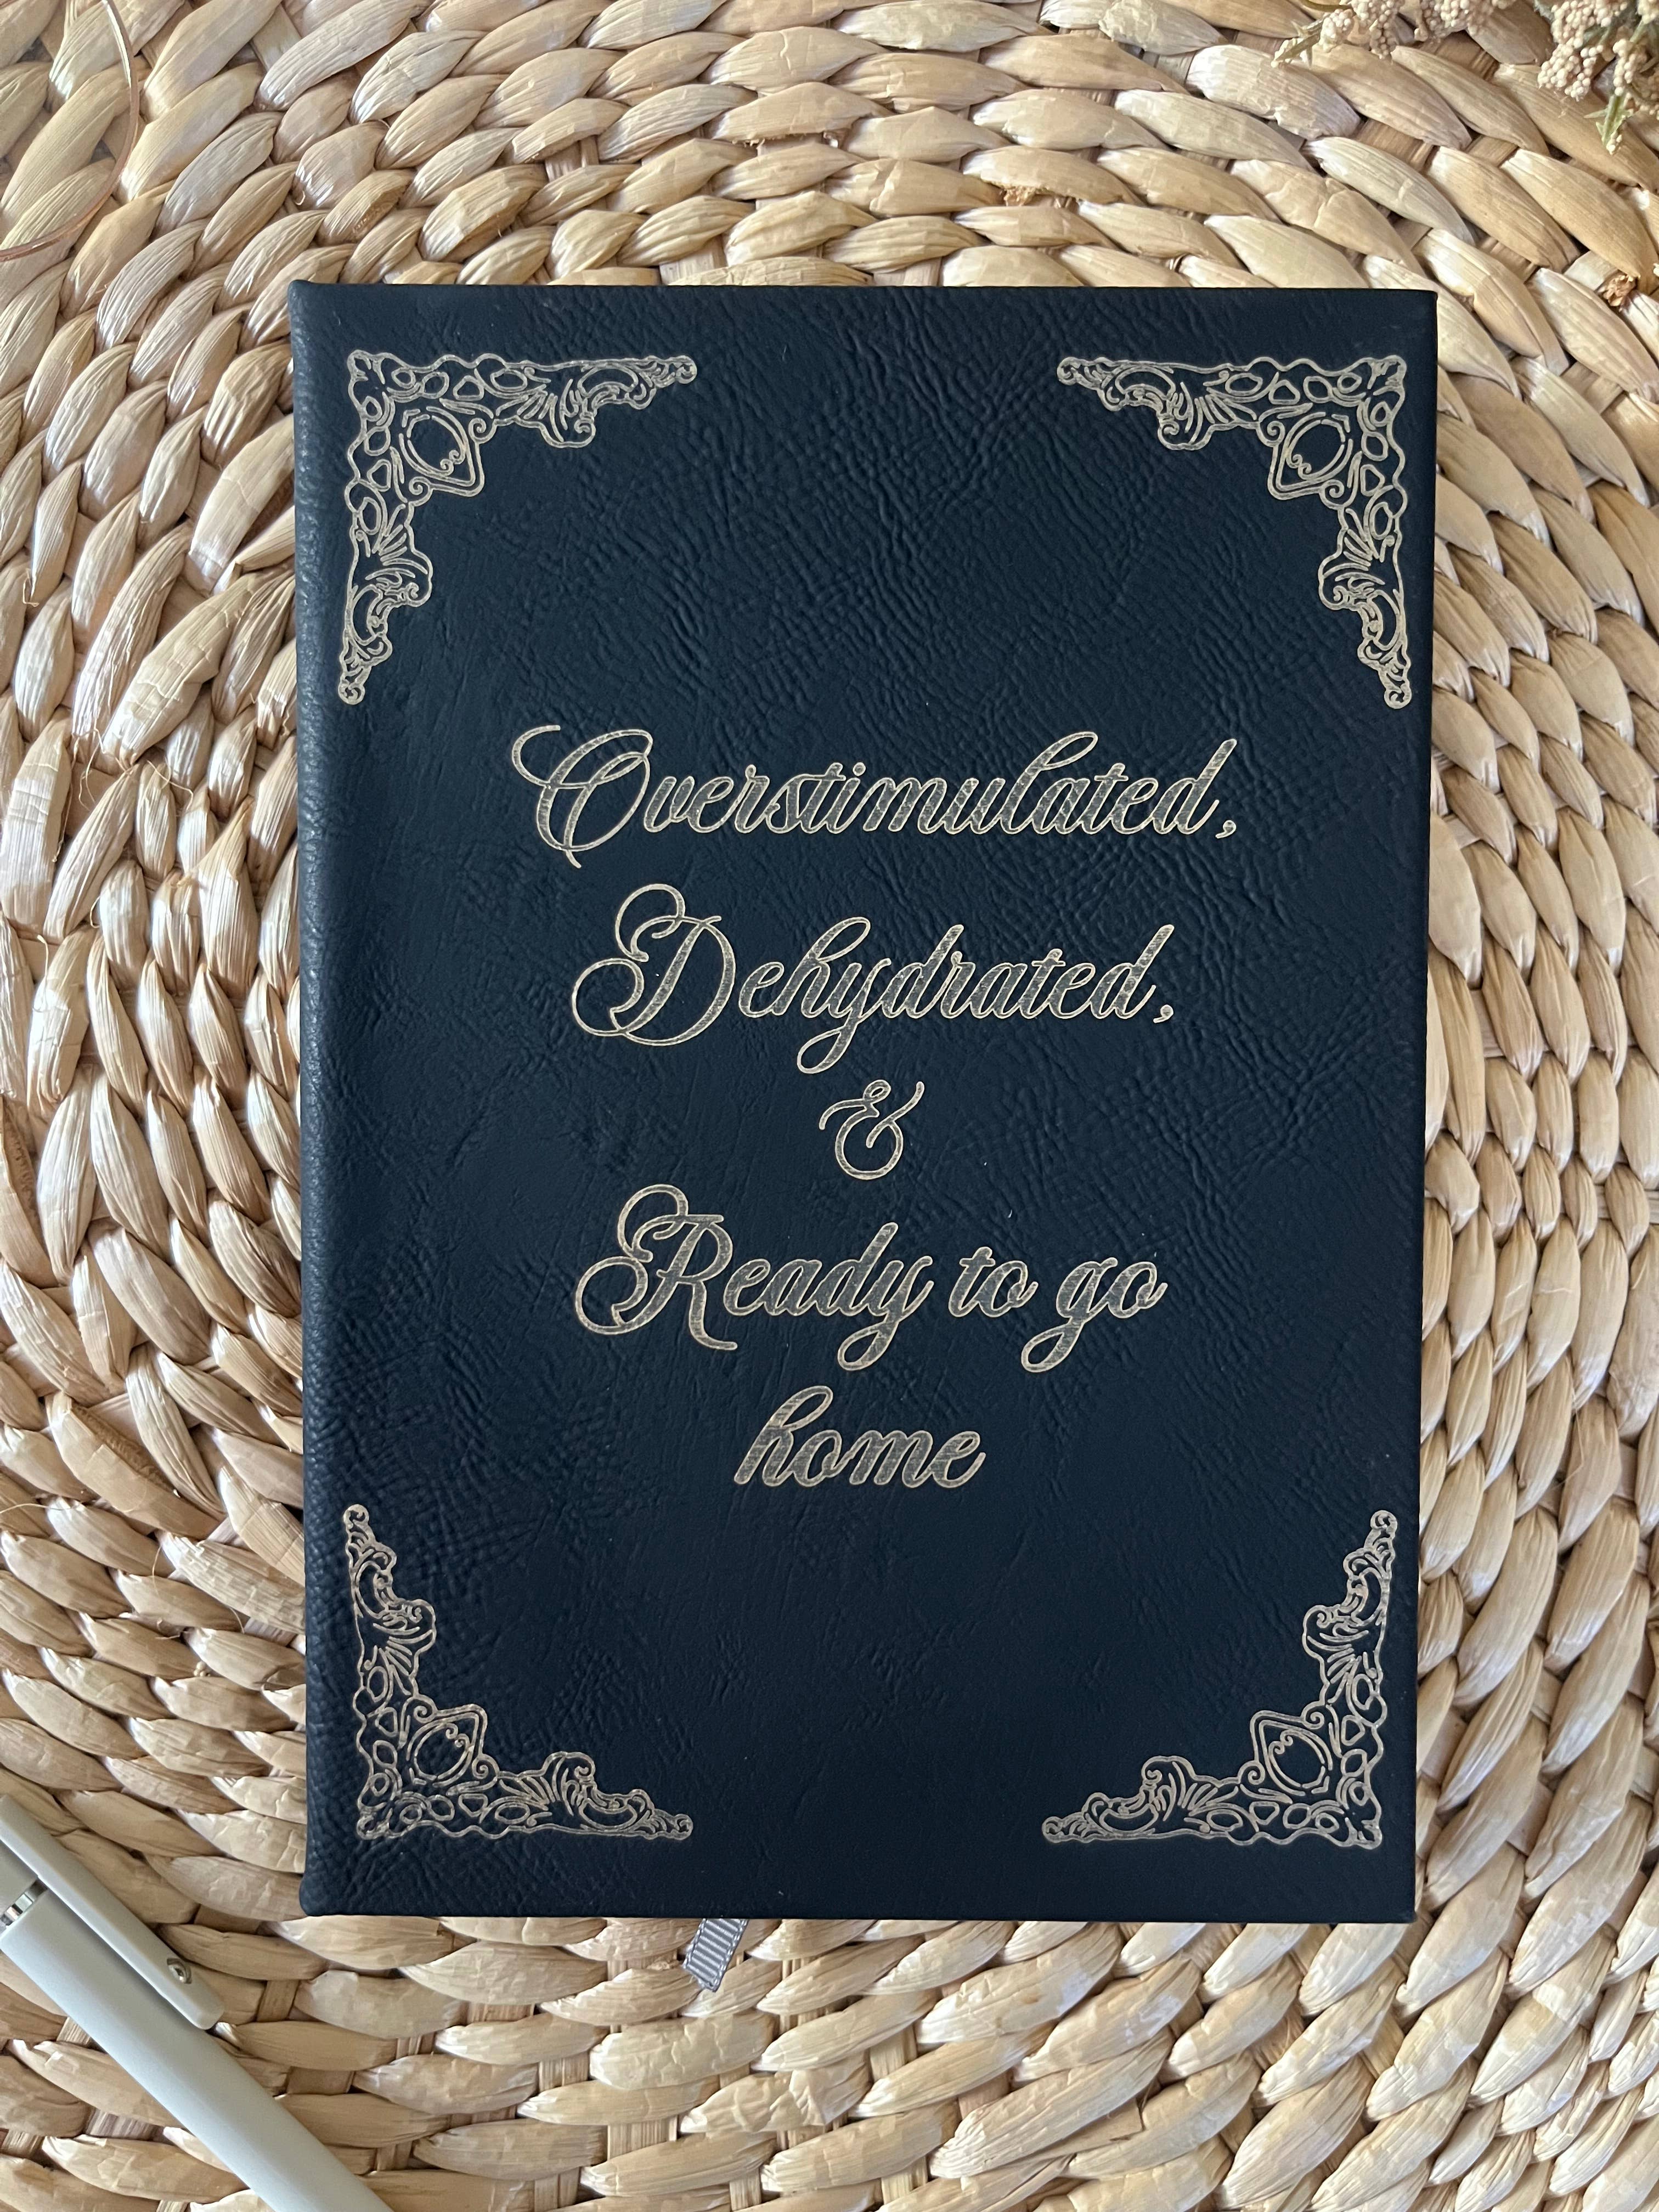 Overstimulated,
Dehydrated,
&
Ready to go
home